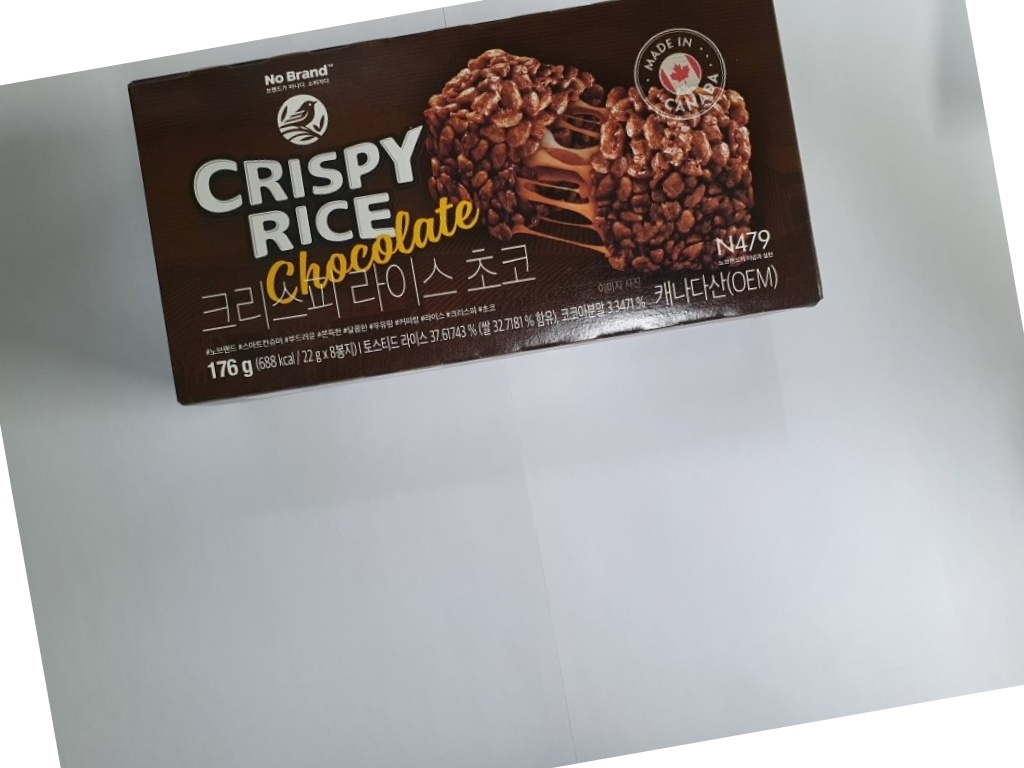 No Brand™
브랜드가 아니다 소비자다
CRISPY
RICE
Chocolate
크리스피 라이스 초코
#노브랜드 #스마트컨슈머 #부드러운 #쫀득한 #달콤한 #우유랑 #커피랑 #라이스 #크리스피 #초코
176 g (688 kcal / 22 g x 8봉지) I 토스티드 라이스 37.61743 % (쌀 32.7181 % 함유), 코코아분말 3.3471 %
MADE IN
CANADA
N479
이미지 사진
캐나다산(OEM)